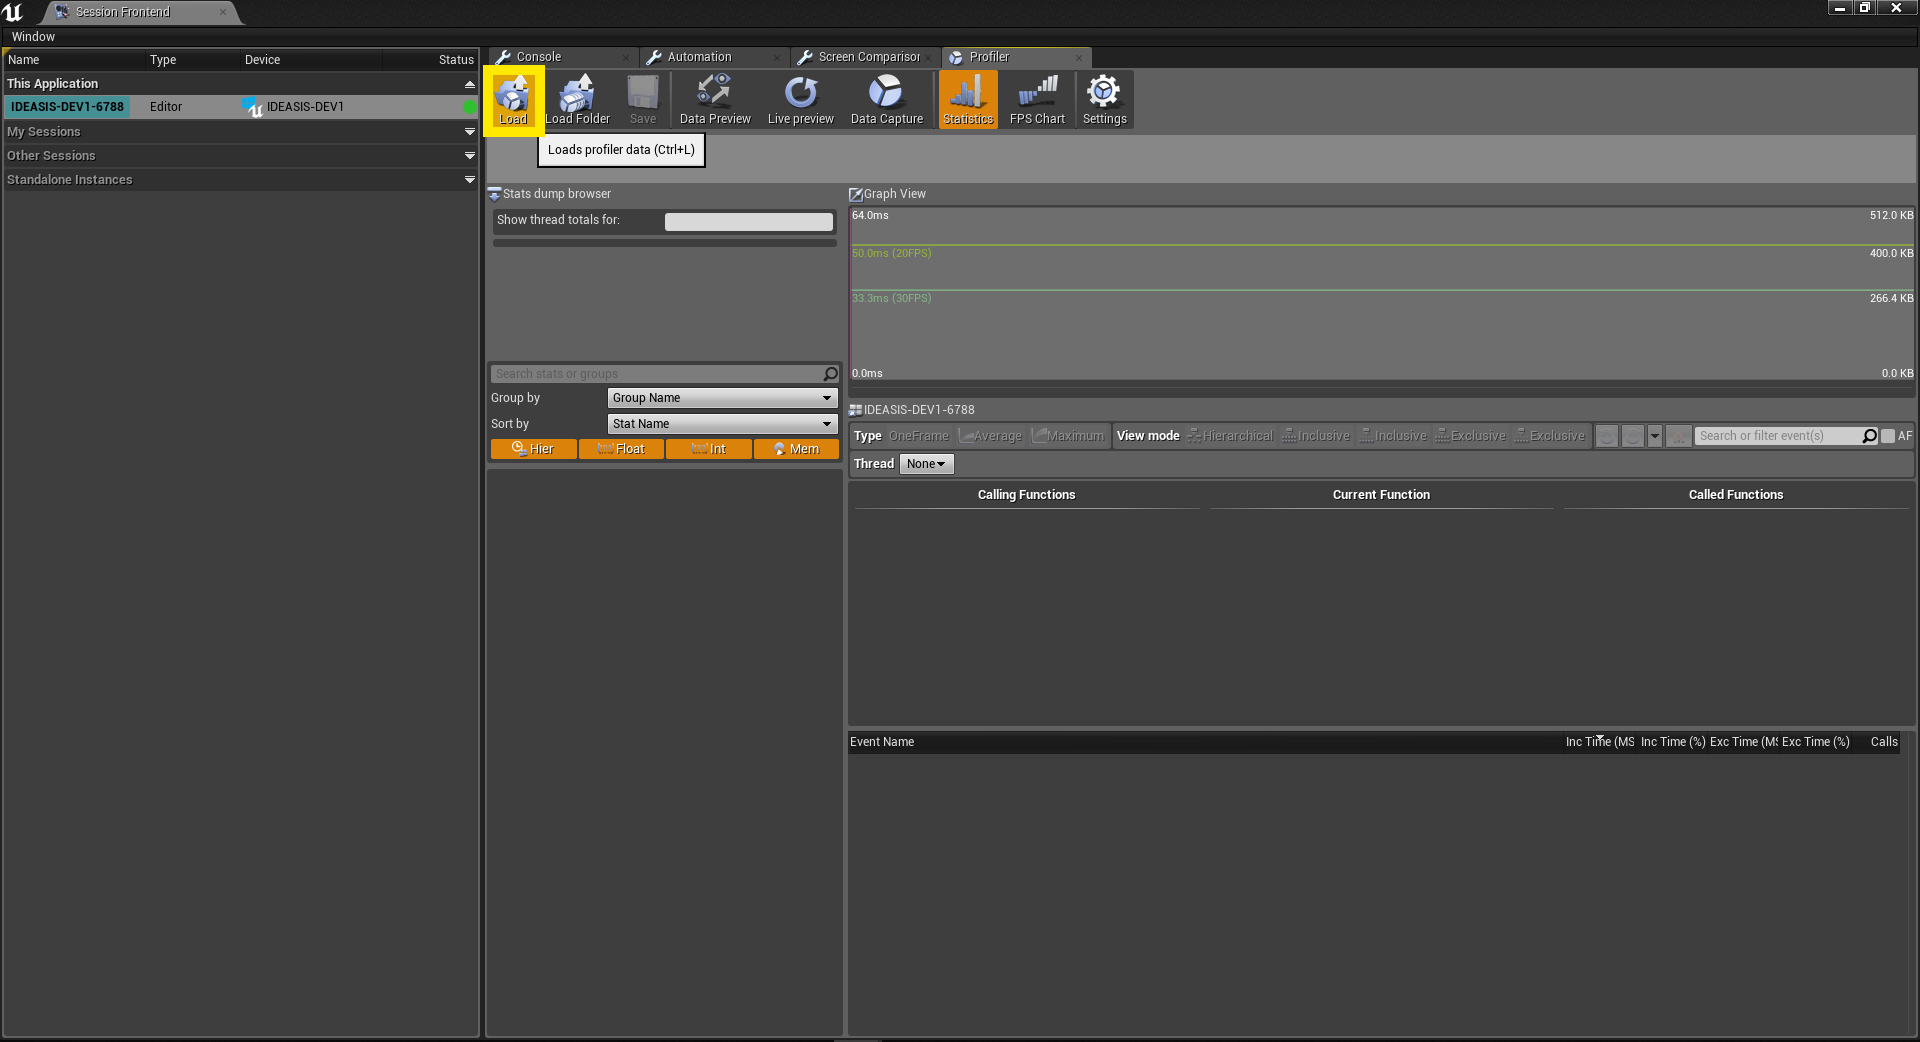 Session Frontend
Window
Name Type Device Status
This Application
IDEASIS-DEV1-6788 Editor IDEASIS-DEV1
My Sessions
Other Sessions
Standalone Instances
Console Automation Screen Comparisor Profiler
Load Load Folder Save Data Preview Live preview Data Capture Statistics FPS Chart Settings
Loads profiler data (Ctrl+L)
Stats dump browser
Show thread totals for:
Search stats or groups
Group by Group Name
Sort by Stat Name
Hier Float Int Mem
Graph View
64.0ms 512.0 KB
50.0ms (20FPS) 400.0 KB
33.3ms (30FPS) 266.4 KB
0.0ms 0.0 KB
IDEASIS-DEV1-6788
Type OneFrame Average Maximum View mode Hierarchical Inclusive Inclusive Exclusive Exclusive Search or filter event(s) AF
Thread None
Calling Functions Current Function Called Functions
Event Name Inc Time (MS Inc Time (%) Exc Time (MS Exc Time (%) Calls